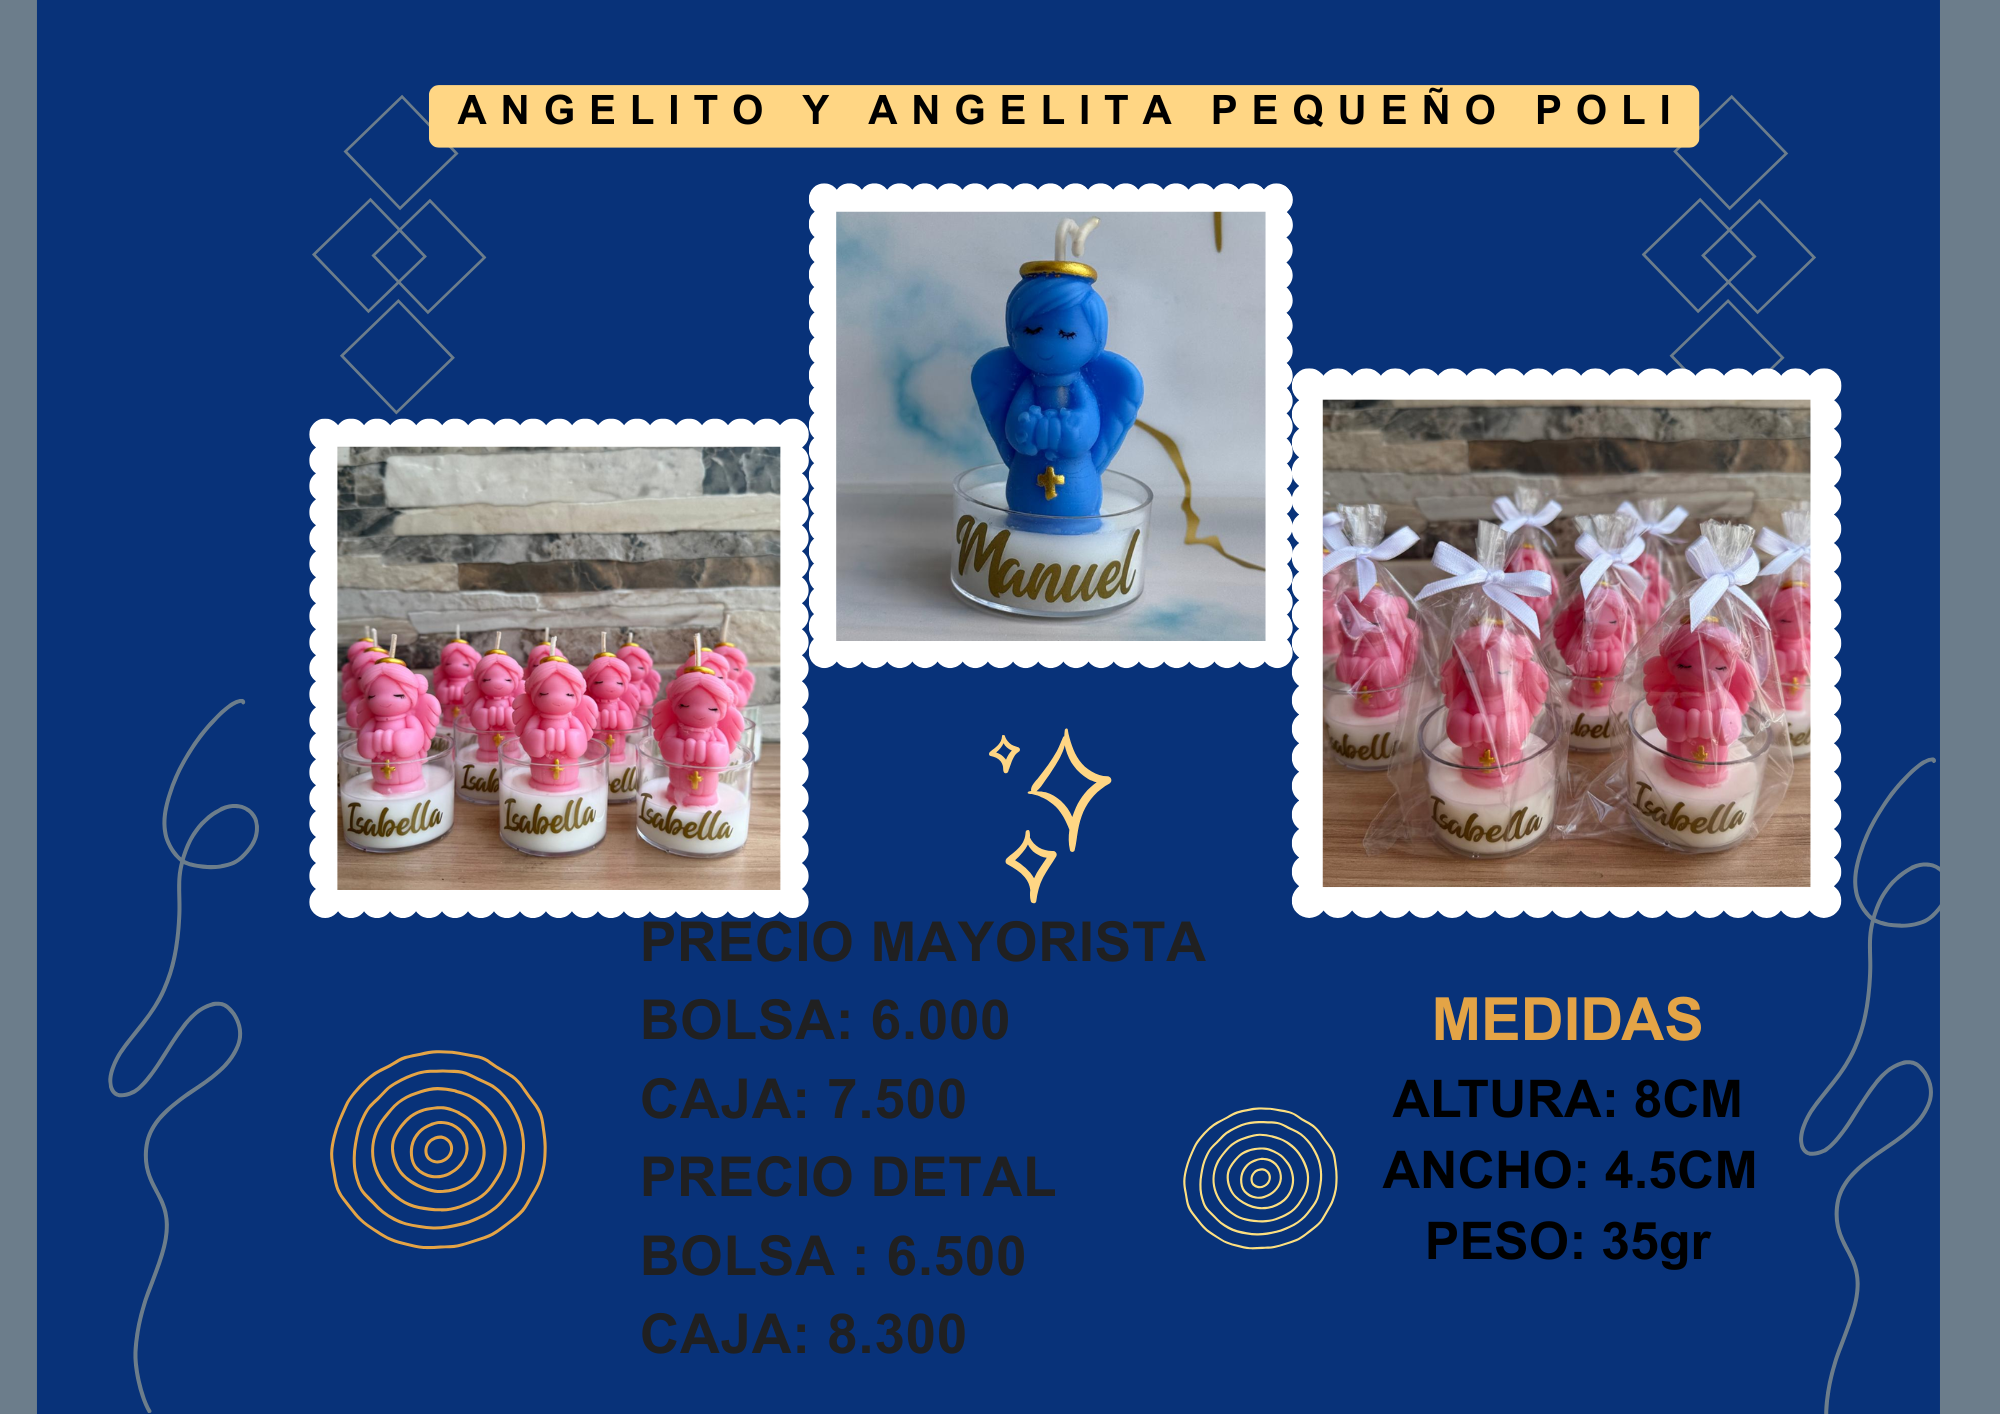 ANGELITO Y ANGELITA PEQUEÑO POLI
Manuel
Isabella
Isabella
Isabella
Isabella
Isabella
PRECIO MAYORISTA
BOLSA: 6.000
CAJA: 7.500
PRECIO DETAL
BOLSA : 6.500
CAJA: 8.300
MEDIDAS
ALTURA: 8CM
ANCHO: 4.5CM
PESO: 35gr